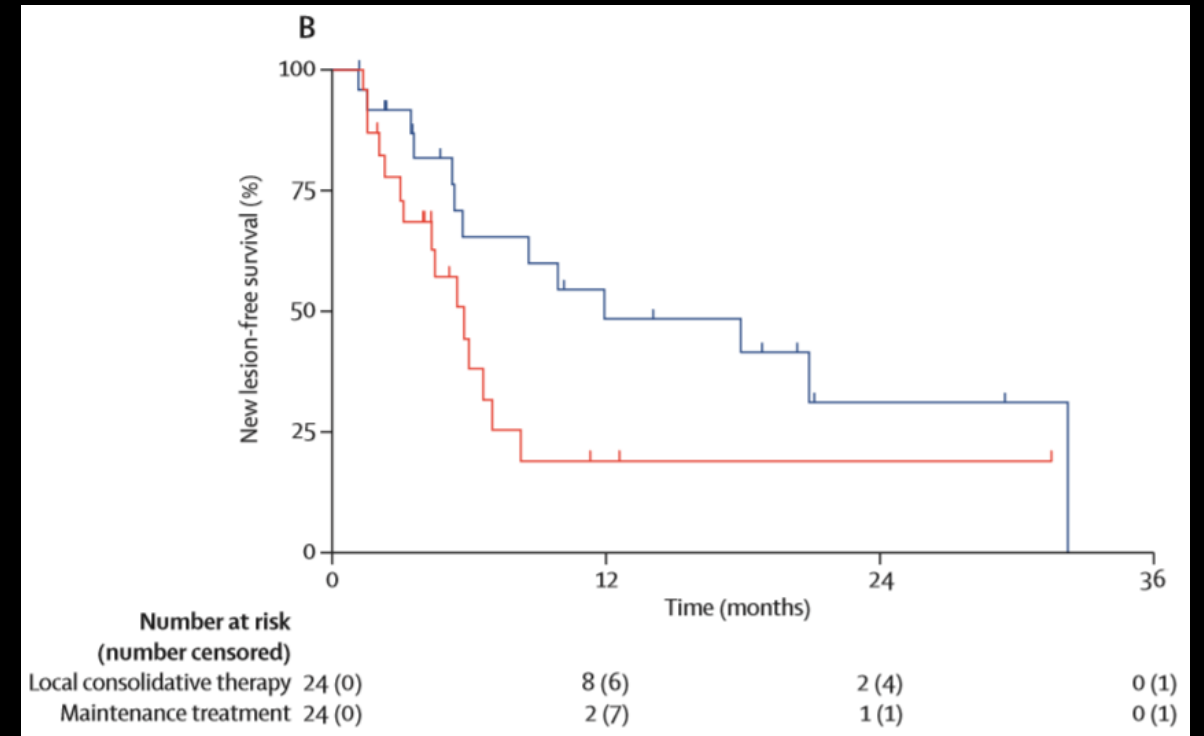 B
100
75
50
25
0
New lesion-free survival (%)
0 12 24 36
Time (months)
Number at risk
(number censored)
Local consolidative therapy 24 (0) 8 (6) 2 (4) 0 (1)
Maintenance treatment 24 (0) 2 (7) 1 (1) 0 (1)